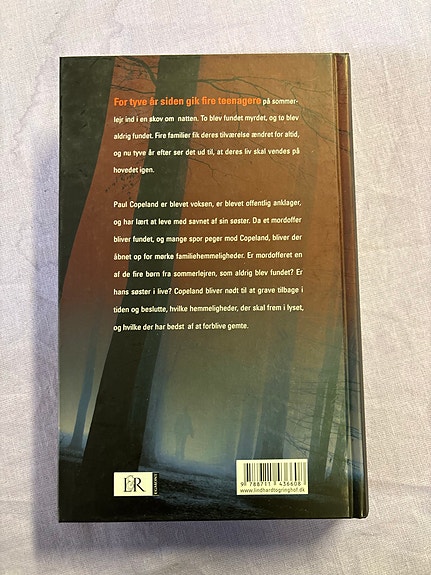 For tyve år siden gik fire teenagere på sommer-
lejr ind i en skov om natten. To blev fundet myrdet, og to blev
aldrig fundet. Fire familier fik deres tilværelse ændret for altid,
og nu tyve år efter ser det ud til, at deres liv skal vendes på
hovedet igen.
Paul Copeland er blevet voksen, er blevet offentlig anklager,
og har lært at leve med savnet af sin søster. Da et mordoffer
bliver fundet, og mange spor peger mod Copeland, bliver der
åbnet op for mørke familiehemmeligheder. Er mordofferet en
af de fire børn fra sommerlejren, som aldrig blev fundet? Er
hans søster i live? Copeland bliver nødt til at grave tilbage i
tiden og beslutte, hvilke hemmeligheder, der skal frem i lyset,
og hvilke der har bedst af at forblive gemte.
L&R
EGMONT
9 788711 436608
www.lindhardtogringhof.dk